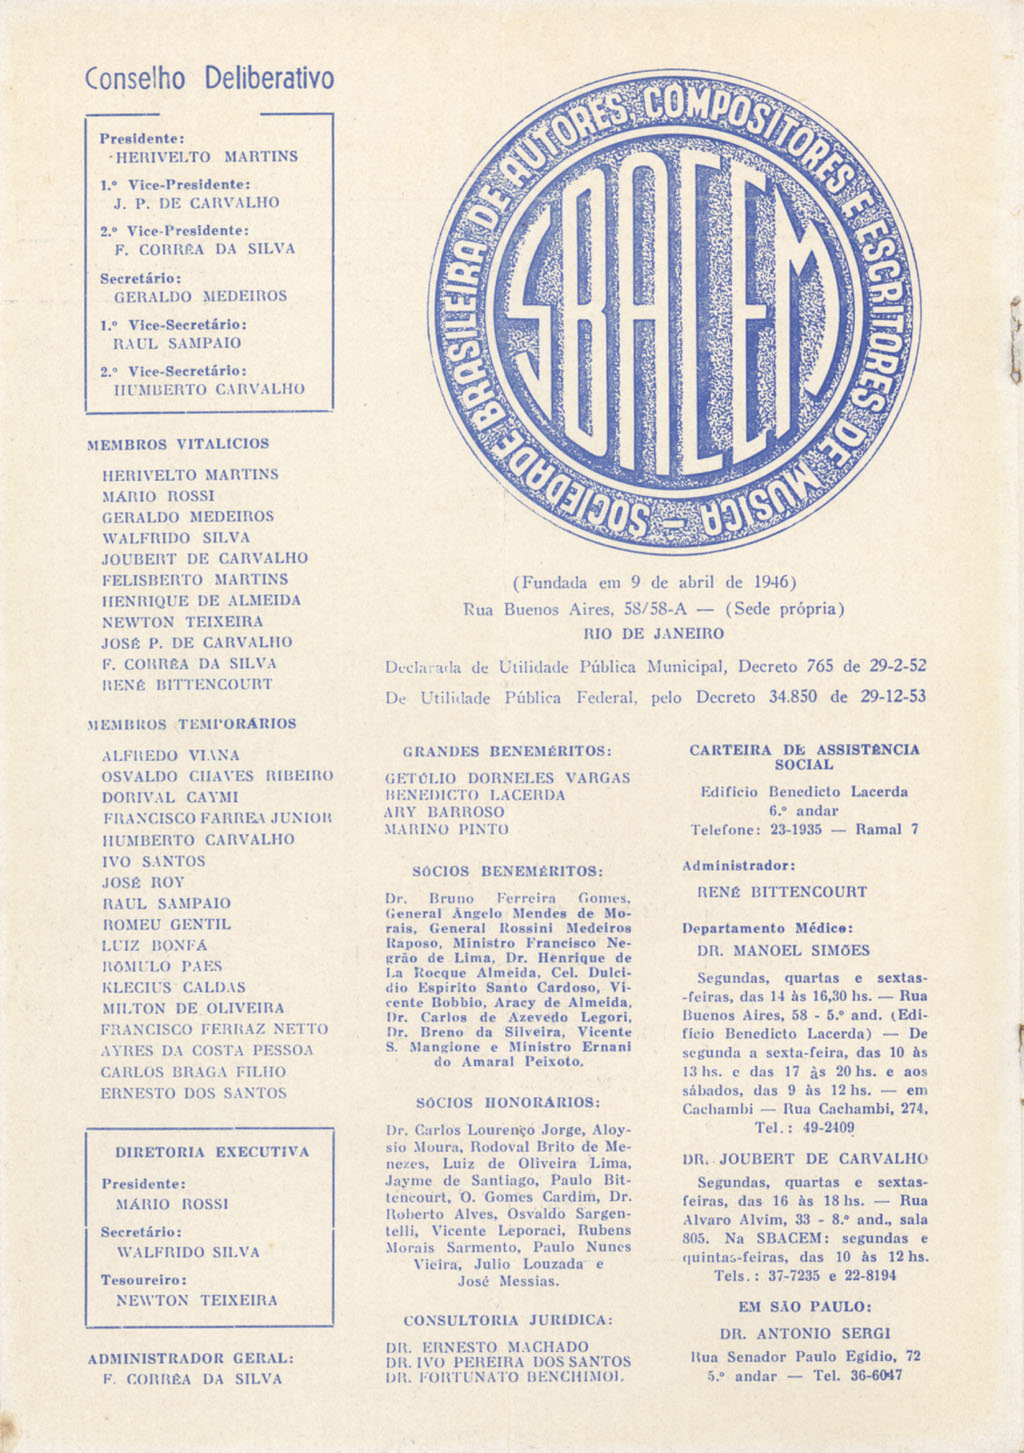 Conselho Deliberativo
Presidente:
HERIVELTO MARTINS
1.º Vice-Presidente:
J. P. DE CARVALHO
2.º Vice-Presidente:
F. CORRÊA DA SILVA
Secretário:
GERALDO MEDEIROS
1.º Vice-Secretário:
RAUL SAMPAIO
2.º Vice-Secretário:
HUMBERTO CARVALHO
MEMBROS VITALÍCIOS
HERIVELTO MARTINS
MÁRIO ROSSI
GERALDO MEDEIROS
WALFRIDO SILVA
JOUBERT DE CARVALHO
FELISBERTO MARTINS
HENRIQUE DE ALMEIDA
NEWTON TEIXEIRA
JOSÉ P. DE CARVALHO
F. CORRÊA DA SILVA
RENÉ BITTENCOURT
MEMBROS TEMPORÁRIOS
ALFREDO VIANA
OSVALDO CHAVES RIBEIRO
DORIVAL CAYMI
FRANCISCO FARREA JUNIOR
HUMBERTO CARVALHO
IVO SANTOS
JOSÉ ROY
RAUL SAMPAIO
ROMEU GENTIL
LUIZ BONFÁ
RÔMULO PAES
KLECIUS CALDAS
MILTON DE OLIVEIRA
FRANCISCO FERRAZ NETTO
AYRES DA COSTA PESSOA
CARLOS BRAGA FILHO
ERNESTO DOS SANTOS
DIRETORIA EXECUTIVA
Presidente:
MÁRIO ROSSI
Secretário:
WALFRIDO SILVA
Tesoureiro:
NEWTON TEIXEIRA
ADMINISTRADOR GERAL:
F. CORRÊA DA SILVA
SOCIEDADE BRASILEIRA DE AUTORES, COMPOSITORES E ESCRITORES DE MUSICA —
SBACEM
(Fundada em 9 de abril de 1946)
Rua Buenos Aires, 58/58-A — (Sede própria)
RIO DE JANEIRO
Declarada de Utilidade Pública Municipal, Decreto 765 de 29-2-52
De Utilidade Pública Federal, pelo Decreto 34.850 de 29-12-53
GRANDES BENEMÉRITOS:
GETÚLIO DORNELES VARGAS
BENEDICTO LACERDA
ARY BARROSO
MARINO PINTO
SÓCIOS BENEMÉRITOS:
Dr. Bruno Ferreira Gomes,
General Ângelo Mendes de Mo-
rais, General Rossini Medeiros
Raposo, Ministro Francisco Ne-
grão de Lima, Dr. Henrique de
La Rocque Almeida, Cel. Dulci-
dio Espírito Santo Cardoso, Vi-
cente Bobbio, Aracy de Almeida,
Dr. Carlos de Azevedo Legori,
Dr. Breno da Silveira, Vicente
S. Mangione e Ministro Ernani
do Amaral Peixoto.
SÓCIOS HONORÁRIOS:
Dr. Carlos Lourenço Jorge, Aloy-
sio Moura, Rodoval Brito de Me-
nezes, Luiz de Oliveira Lima,
Jayme de Santiago, Paulo Bit-
tencourt, O. Gomes Cardim, Dr.
Roberto Alves, Osvaldo Sargen-
telli, Vicente Leporaci, Rubens
Morais Sarmento, Paulo Nunes
Vieira, Julio Louzada e
José Messias.
CONSULTORIA JURÍDICA:
DR. ERNESTO MACHADO
DR. IVO PEREIRA DOS SANTOS
DR. FORTUNATO BENCHIMOL
CARTEIRA DE ASSISTÊNCIA
SOCIAL
Edifício Benedicto Lacerda
6.º andar
Telefone: 23-1935 — Ramal 7
Administrador:
RENÉ BITTENCOURT
Departamento Médico:
DR. MANOEL SIMÕES
Segundas, quartas e sextas-
-feiras, das 14 às 16,30 hs. — Rua
Buenos Aires, 58 - 5.º and. (Edi-
fício Benedicto Lacerda) — De
segunda a sexta-feira, das 10 às
13 hs. e das 17 às 20 hs. e aos
sábados, das 9 às 12 hs. — em
Cachambi — Rua Cachambi, 274,
Tel.: 49-2409
DR. JOUBERT DE CARVALHO
Segundas, quartas e sextas-
feiras, das 16 às 18 hs. — Rua
Alvaro Alvim, 33 - 8.º and., sala
805. Na SBACEM: segundas e
quintas-feiras, das 10 às 12 hs.
Tels.: 37-7235 e 22-8194
EM SÃO PAULO:
DR. ANTONIO SERGI
Rua Senador Paulo Egídio, 72
5.º andar — Tel. 36-6047